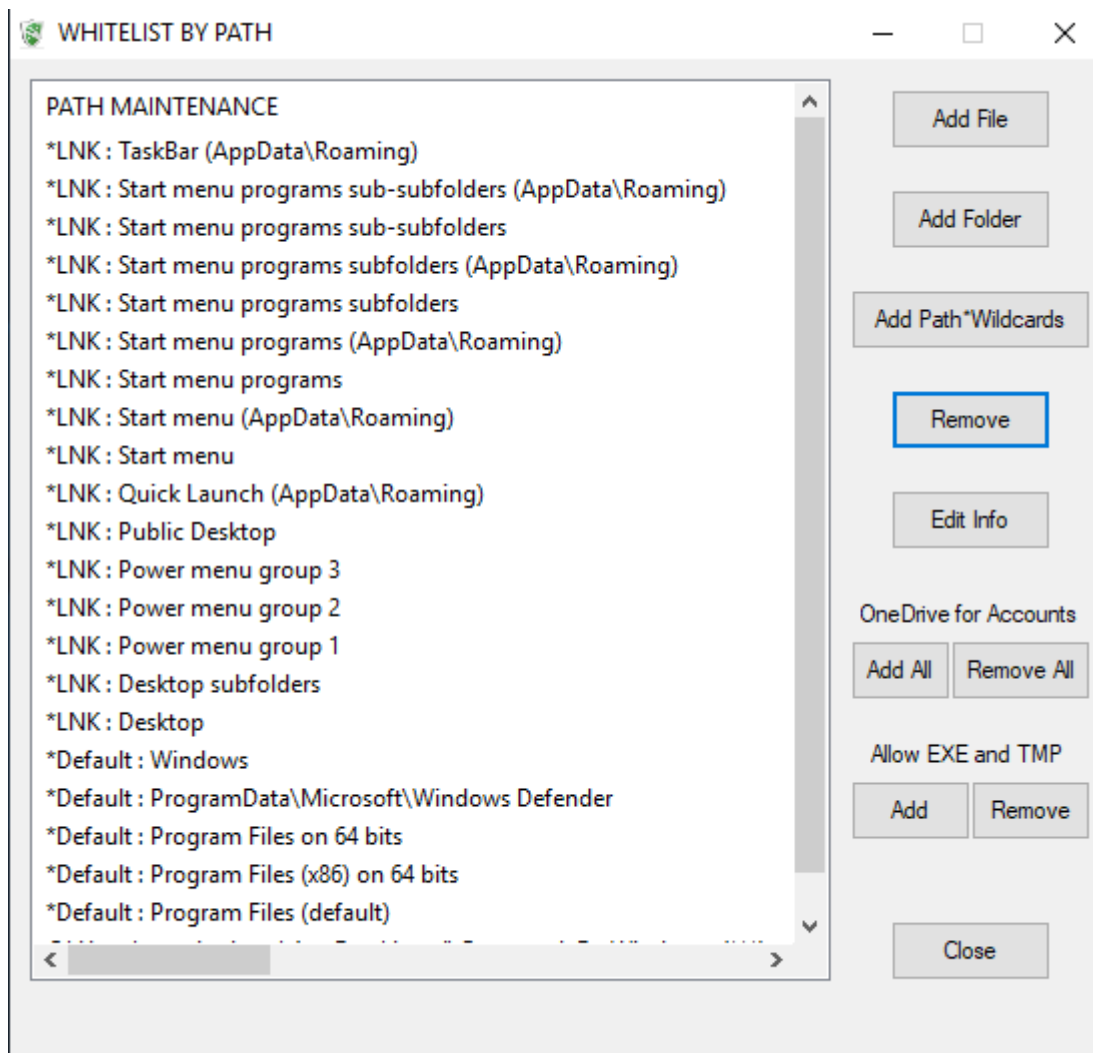 WHITELIST BY PATH
PATH MAINTENANCE
*LNK : TaskBar (AppData\Roaming)
*LNK : Start menu programs sub-subfolders (AppData\Roaming)
*LNK : Start menu programs sub-subfolders
*LNK : Start menu programs subfolders (AppData\Roaming)
*LNK : Start menu programs subfolders
*LNK : Start menu programs (AppData\Roaming)
*LNK : Start menu programs
*LNK : Start menu (AppData\Roaming)
*LNK : Start menu
*LNK : Quick Launch (AppData\Roaming)
*LNK : Public Desktop
*LNK : Power menu group 3
*LNK : Power menu group 2
*LNK : Power menu group 1
*LNK : Desktop subfolders
*LNK : Desktop
*Default : Windows
*Default : ProgramData\Microsoft\Windows Defender
*Default : Program Files on 64 bits
*Default : Program Files (x86) on 64 bits
*Default : Program Files (default)
Add File
Add Folder
Add Path*Wildcards
Remove
Edit Info
OneDrive for Accounts
Add All Remove All
Allow EXE and TMP
Add Remove
Close